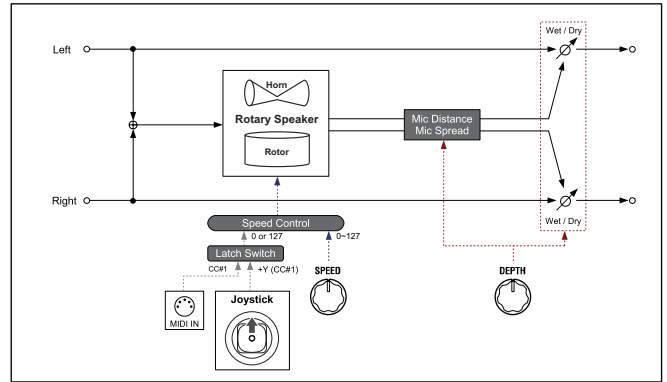 Wet / Dry
Left
Horn
Rotary Speaker
Rotor
Mic Distance
Mic Spread
Right
Wet / Dry
Speed Control
0 or 127
0~127
Latch Switch
CC#1
+Y (CC#1)
SPEED
DEPTH
Joystick
MIDI IN